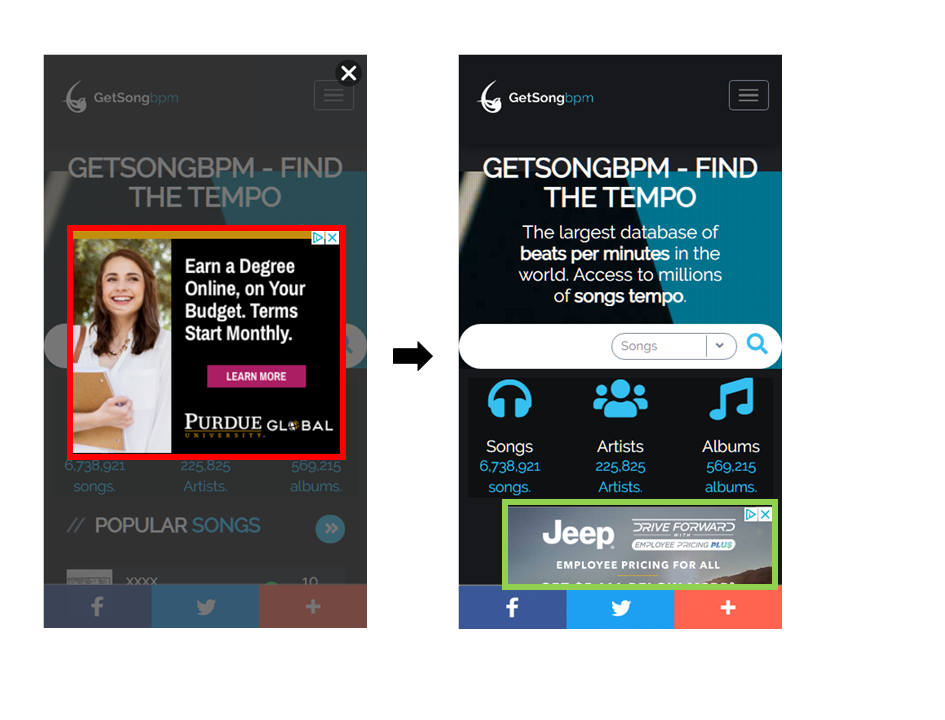 GetSongbpm
GETSONGBPM - FIND
THE TEMPO
Earn a Degree
Online, on Your
Budget. Terms
Start Monthly.
LEARN MORE
PURDUE GLOBAL
UNIVERSITY
6,738,921
songs.
225,825
Artists.
569,215
albums.
// POPULAR SONGS
XXXX
10
GetSongbpm
GETSONGBPM - FIND
THE TEMPO
The largest database of
beats per minutes in the
world. Access to millions
of songs tempo.
Songs
Songs
6,738,921
songs.
Artists
225,825
Artists.
Albums
569,215
albums.
Jeep
DRIVE FORWARD
WITH
EMPLOYEE PRICING PLUS
EMPLOYEE PRICING FOR ALL